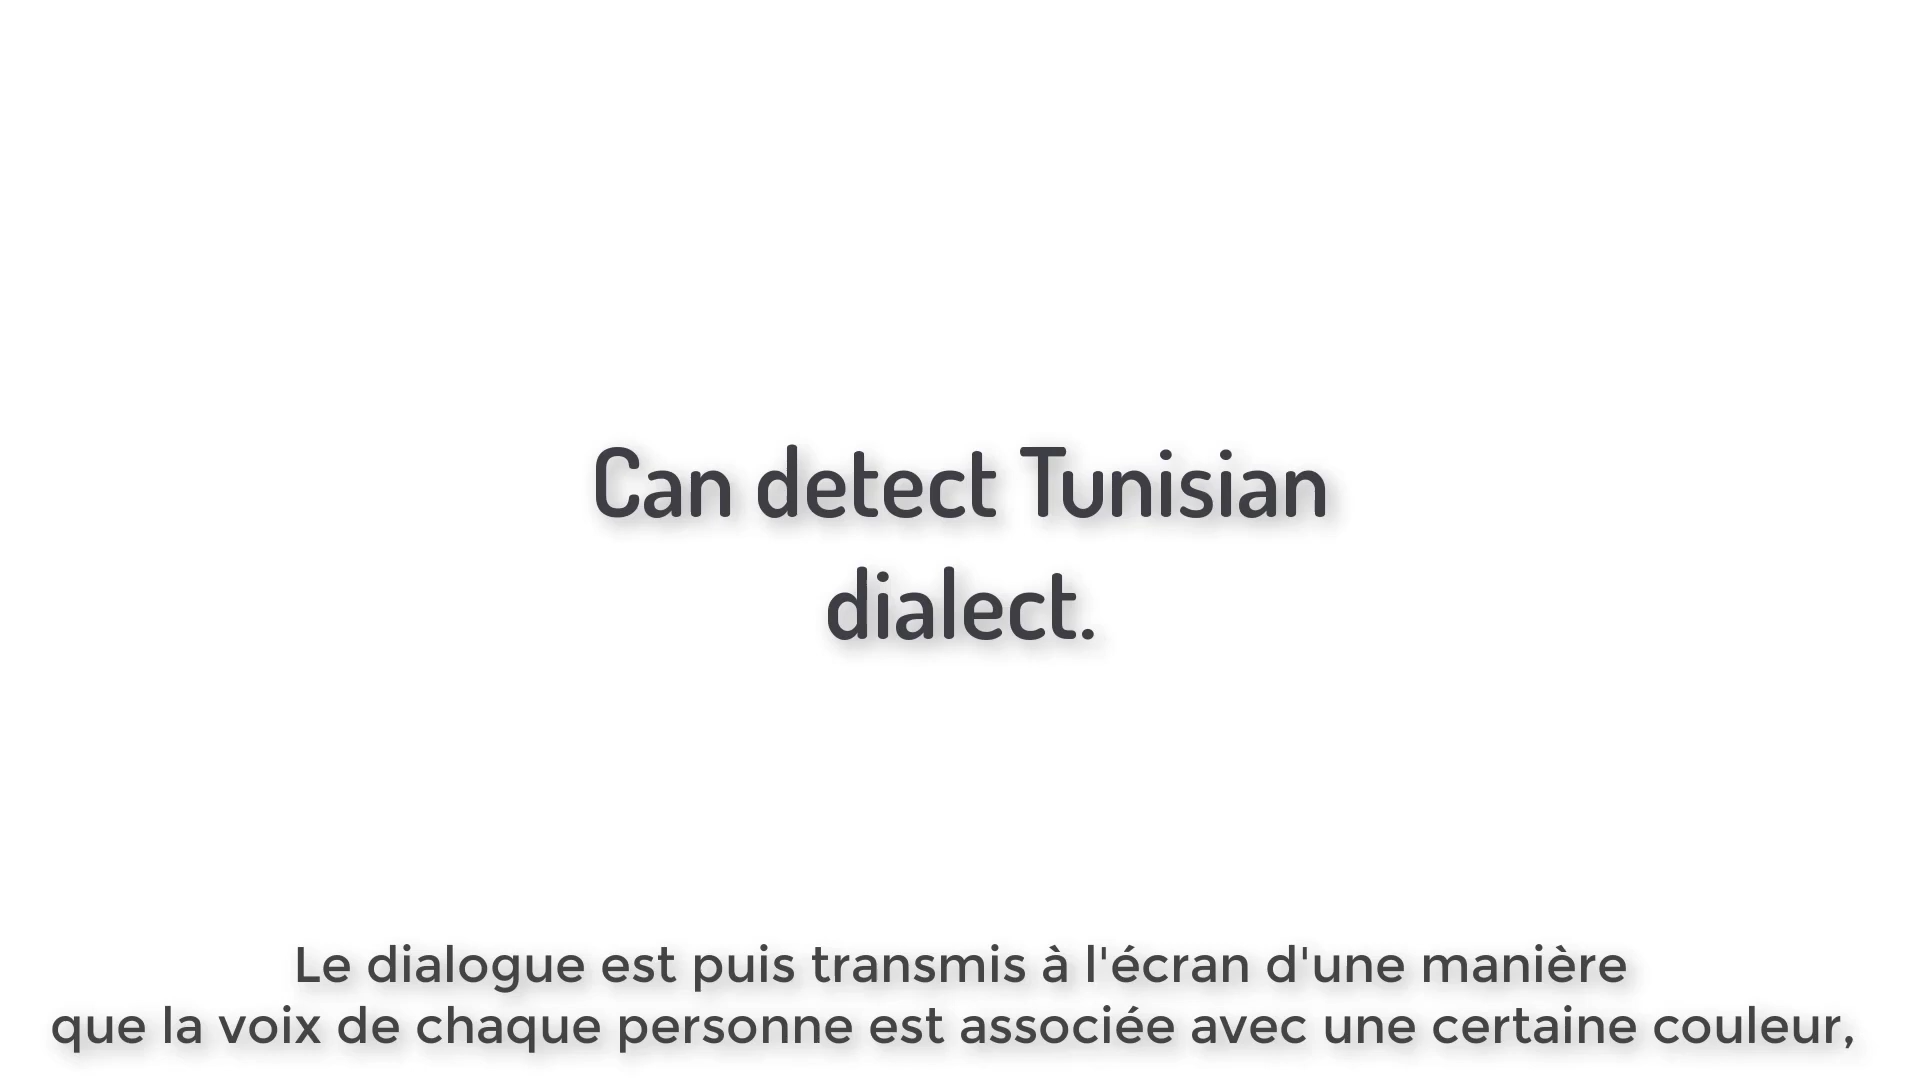 Can detect Tunisian
dialect.
Le dialogue est puis transmis à l'écran d'une manière
que la voix de chaque personne est associée avec une certaine couleur,